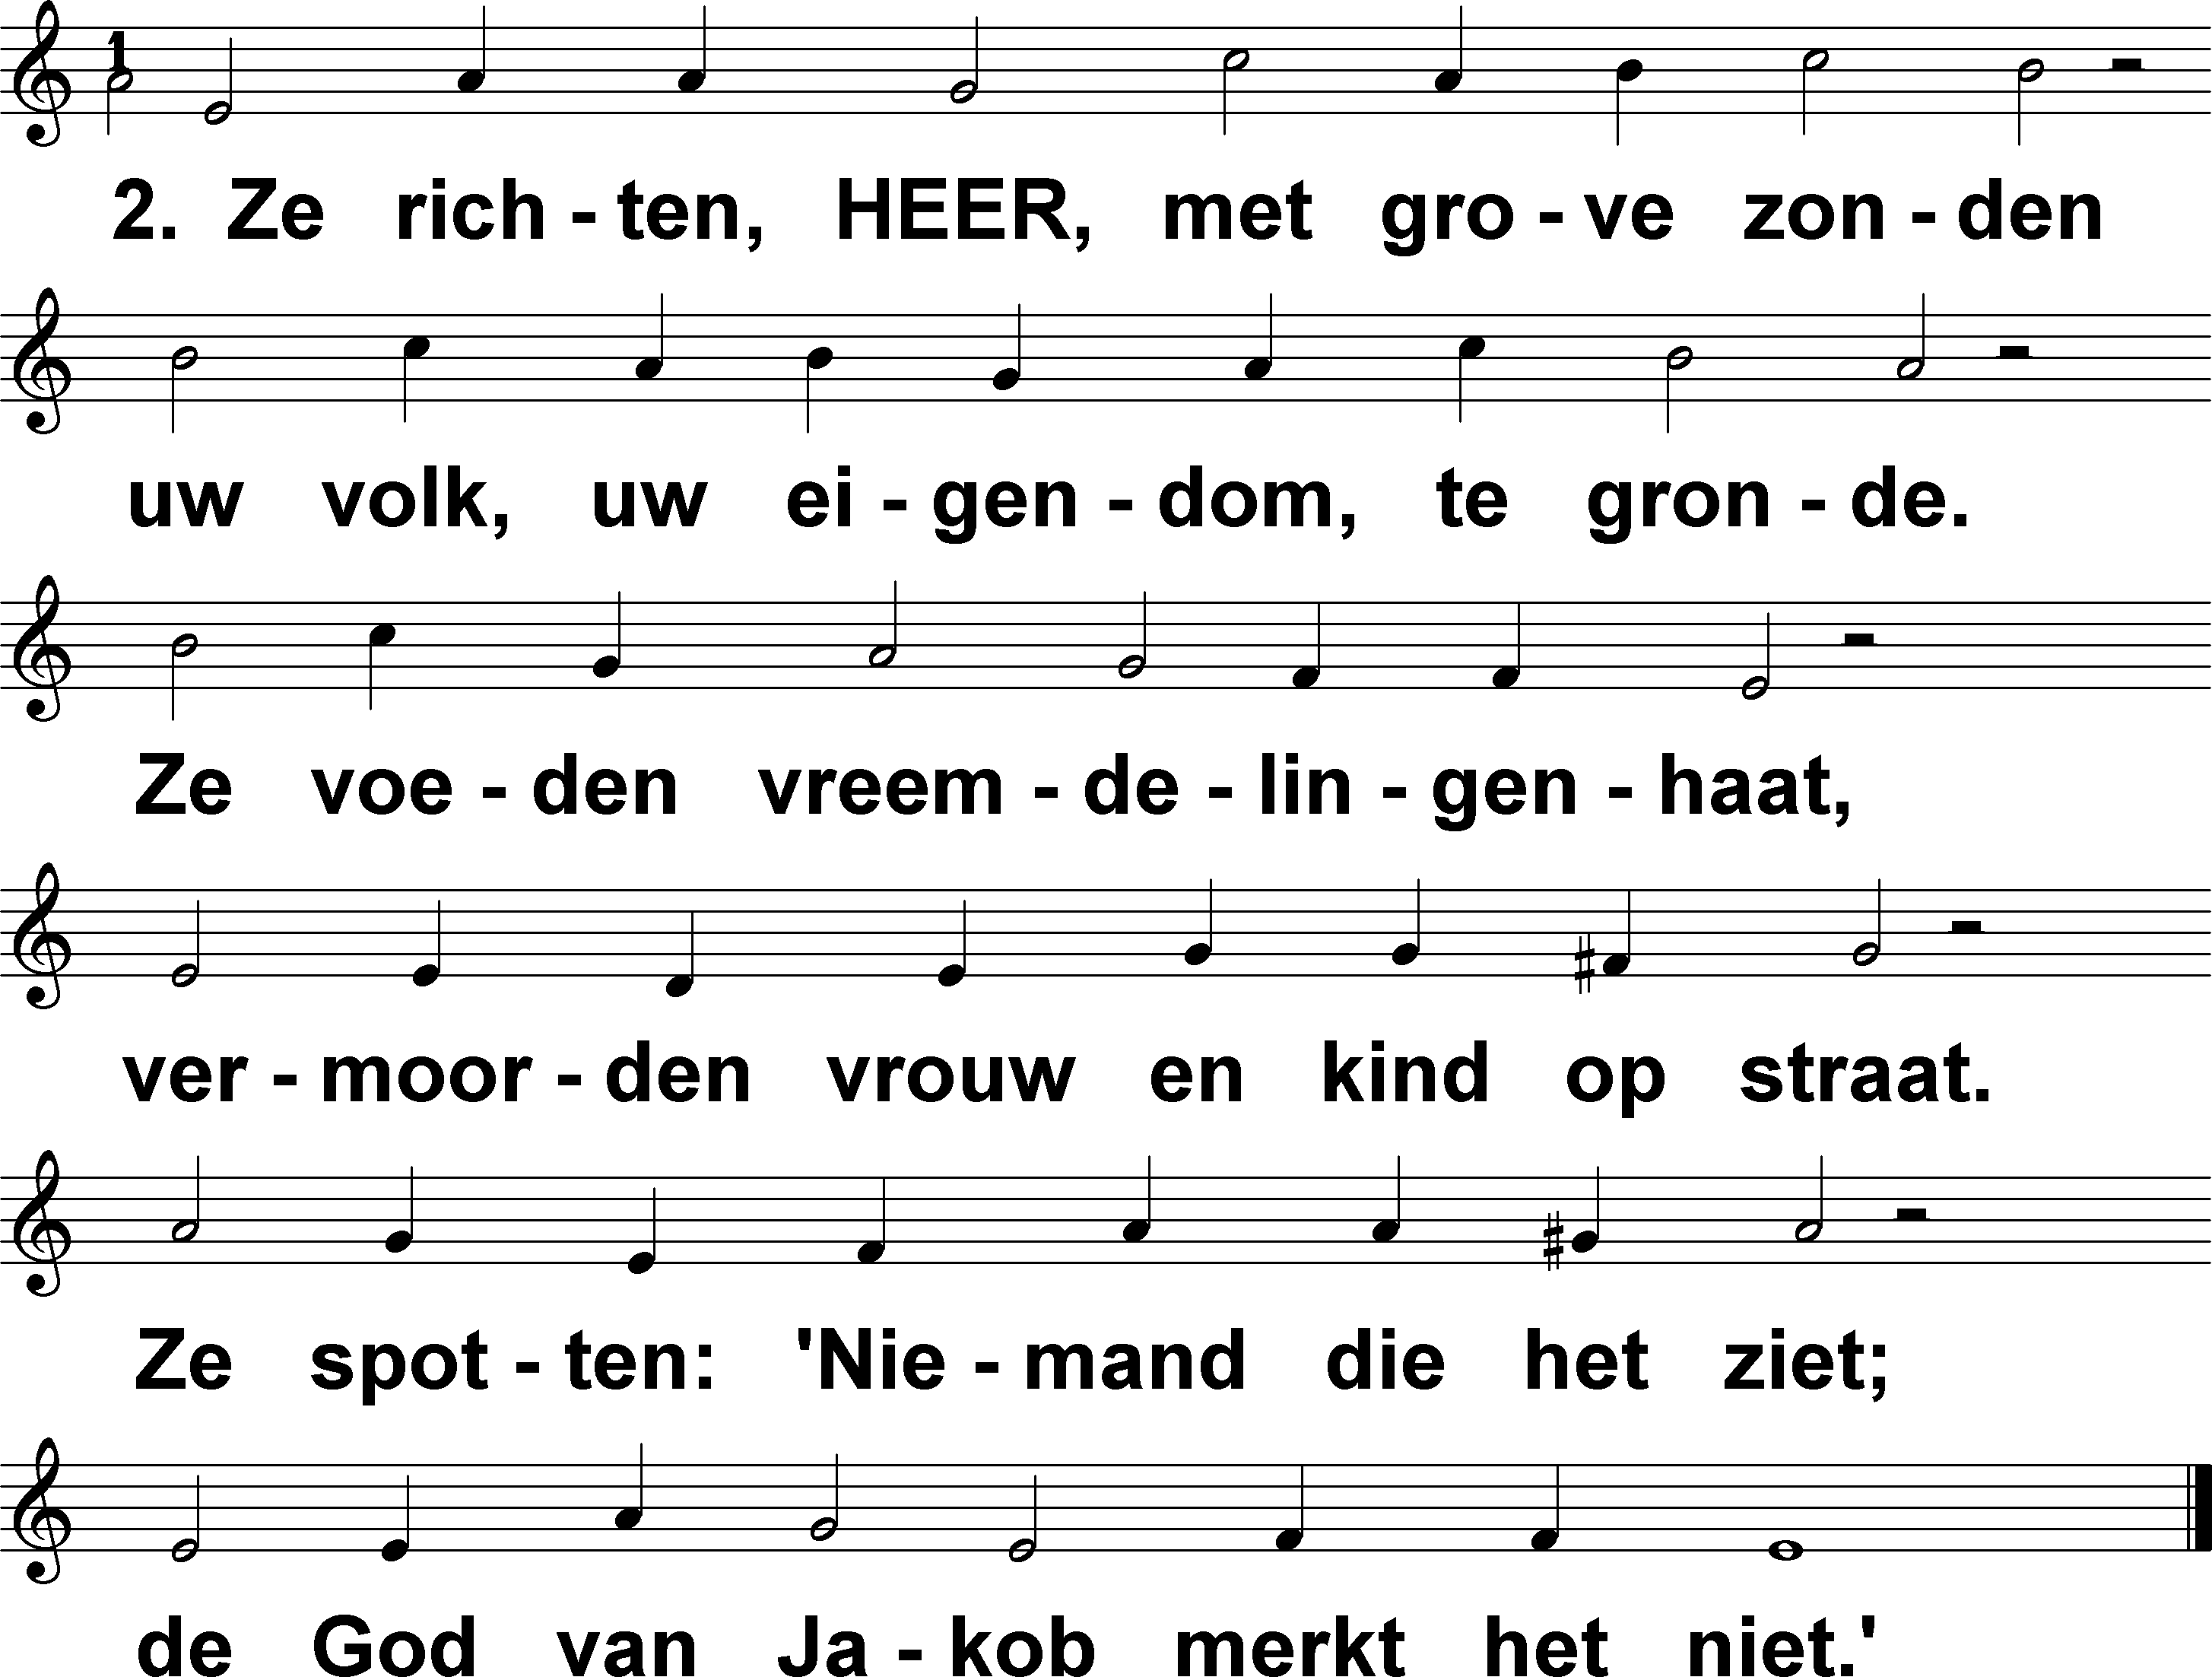 1
2. Ze rich - ten, HEER, met gro - ve zon - den
uw volk, uw ei - gen - dom, te gron - de.
Ze voe - den vreem - de - lin - gen - haat,
ver - moor - den vrouw en kind op straat.
Ze spot - ten: 'Nie - mand die het ziet;
de God van Ja - kob merkt het niet.'